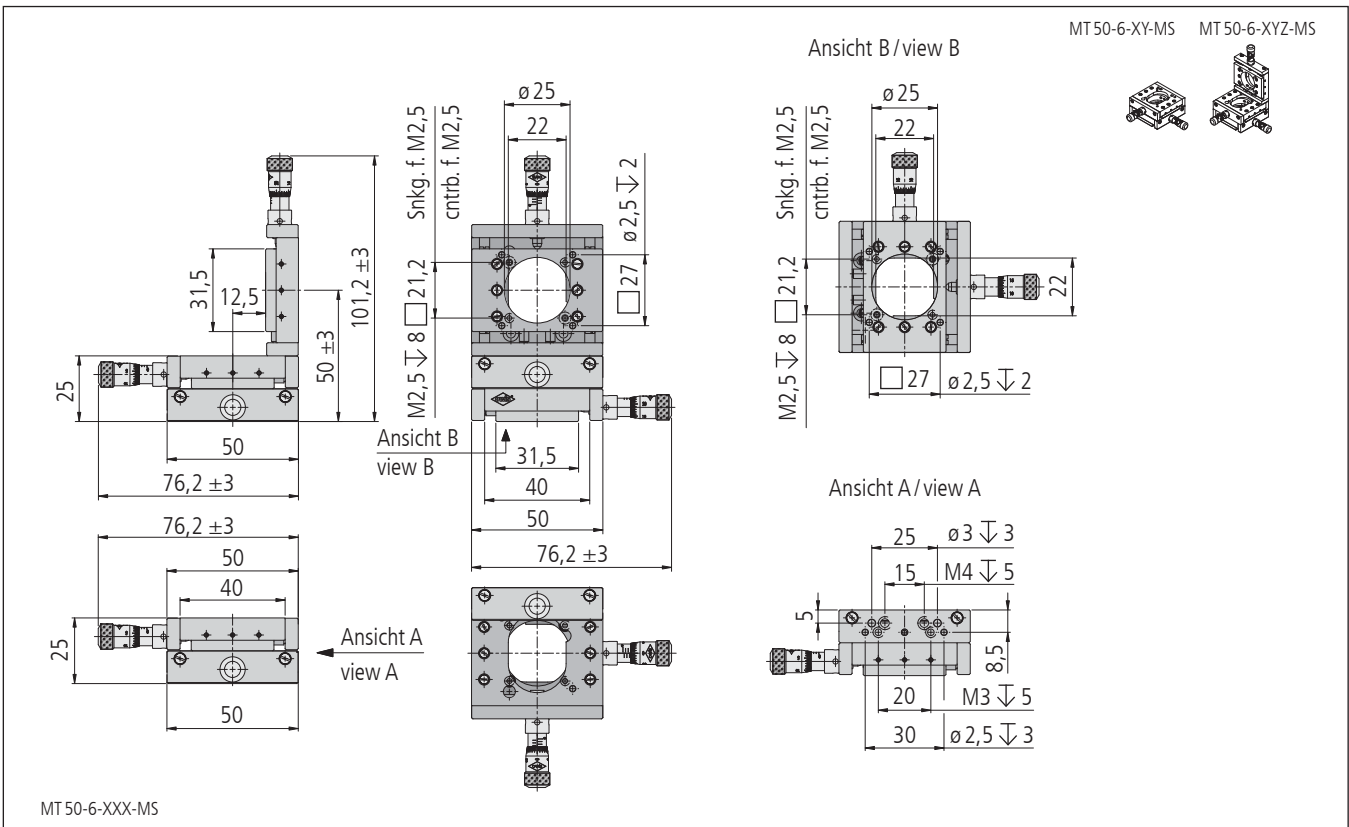 MT 50-6-XY-MS
MT 50-6-XYZ-MS
Ansicht B / view B
ø 25
22
Snkg. f. M2,5
cntrb. f. M2,5
M2,5 ↧ 8 □ 21,2
ø 2,5 ↧ 2
□ 27
31,5
12,5
50 ±3
101,2 ±3
25
50
76,2 ±3
Ansicht B
view B
31,5
40
50
76,2 ±3
ø 25
22
Snkg. f. M2,5
cntrb. f. M2,5
M2,5 ↧ 8 □ 21,2
22
□ 27
ø 2,5 ↧ 2
76,2 ±3
50
40
25
50
Ansicht A
view A
Ansicht A / view A
25
ø 3 ↧ 3
15
M4 ↧ 5
5
8,5
20
M3 ↧ 5
30
ø 2,5 ↧ 3
MT 50-6-XXX-MS